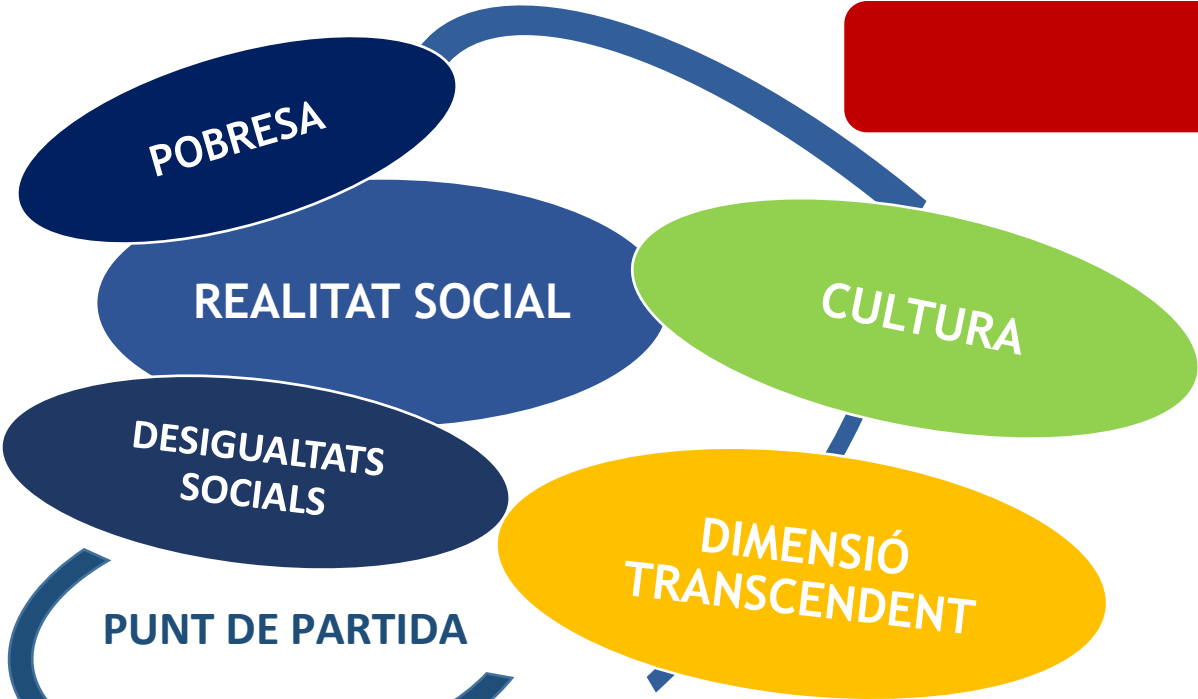 POBRESA
REALITAT SOCIAL
CULTURA
DESIGUALTATS
SOCIALS
DIMENSIÓ
TRANSCENDENT
PUNT DE PARTIDA